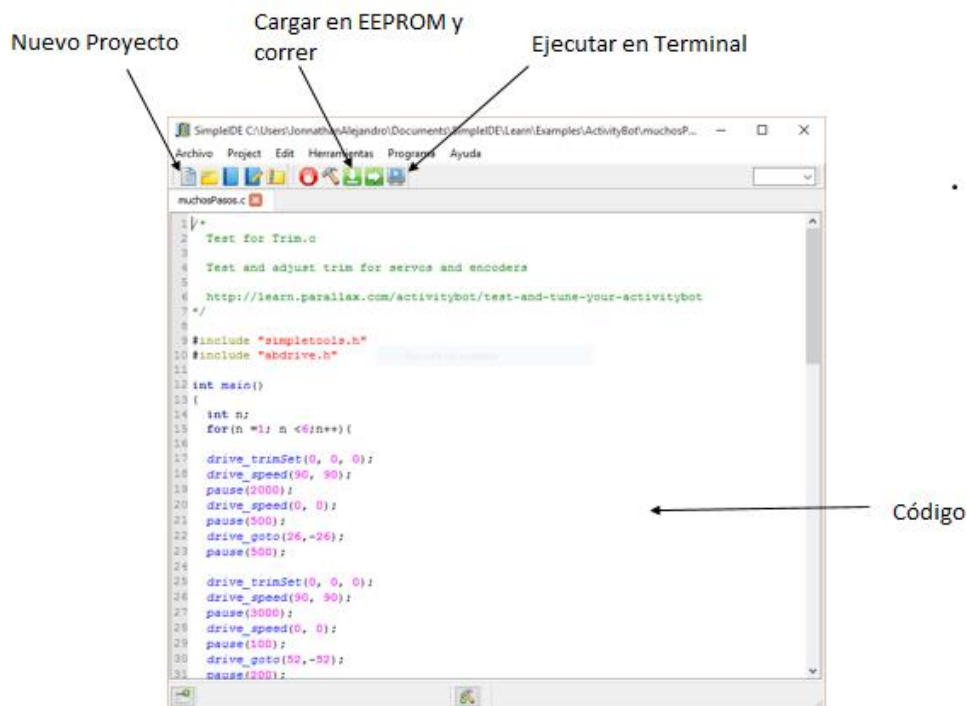 Nuevo Proyecto
Cargar en EEPROM y
correr
Ejecutar en Terminal
SimpleIDE C:\Users\JonnathanAlejandro\Documents\SimpleIDE\Learn\Examples\ActivityBot\muchosP...
Archivo Project Edit Herramientas Programa Ayuda
muchosPasos.c
1 /*
2 Test for Trim.c
3
4 Test and adjust trim for servos and encoders
5
6 http://learn.parallax.com/activitybot/test-and-tune-your-activitybot
7 */
8
9 #include "simpletools.h"
10 #include "abdrive.h"
11
12 int main()
13 {
14 int n;
15 for(n =1; n <6;n++){
16
17 drive_trimSet(0, 0, 0);
18 drive_speed(90, 90);
19 pause(2000);
20 drive_speed(0, 0);
21 pause(500);
22 drive_goto(26,-26);
23 pause(500);
24
25 drive_trimSet(0, 0, 0);
26 drive_speed(90, 90);
27 pause(3000);
28 drive_speed(0, 0);
29 pause(100);
30 drive_goto(52,-52);
31 pause(200);
Código